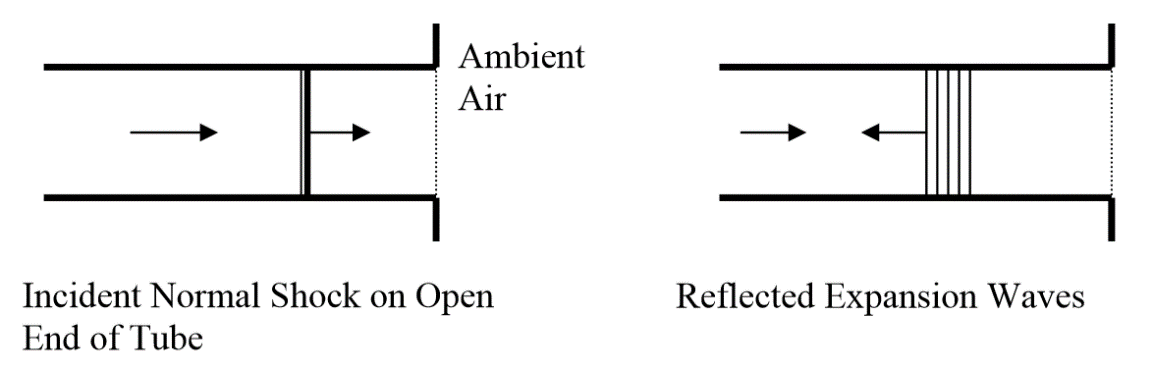 Ambient
Air
Incident Normal Shock on Open
End of Tube
Reflected Expansion Waves